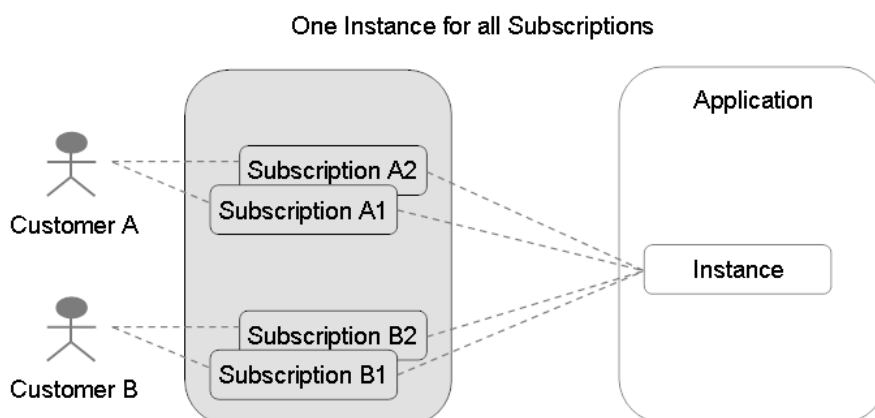 One Instance for all Subscriptions
Application
Subscription A2
Subscription A1
Customer A
Instance
Subscription B2
Subscription B1
Customer B